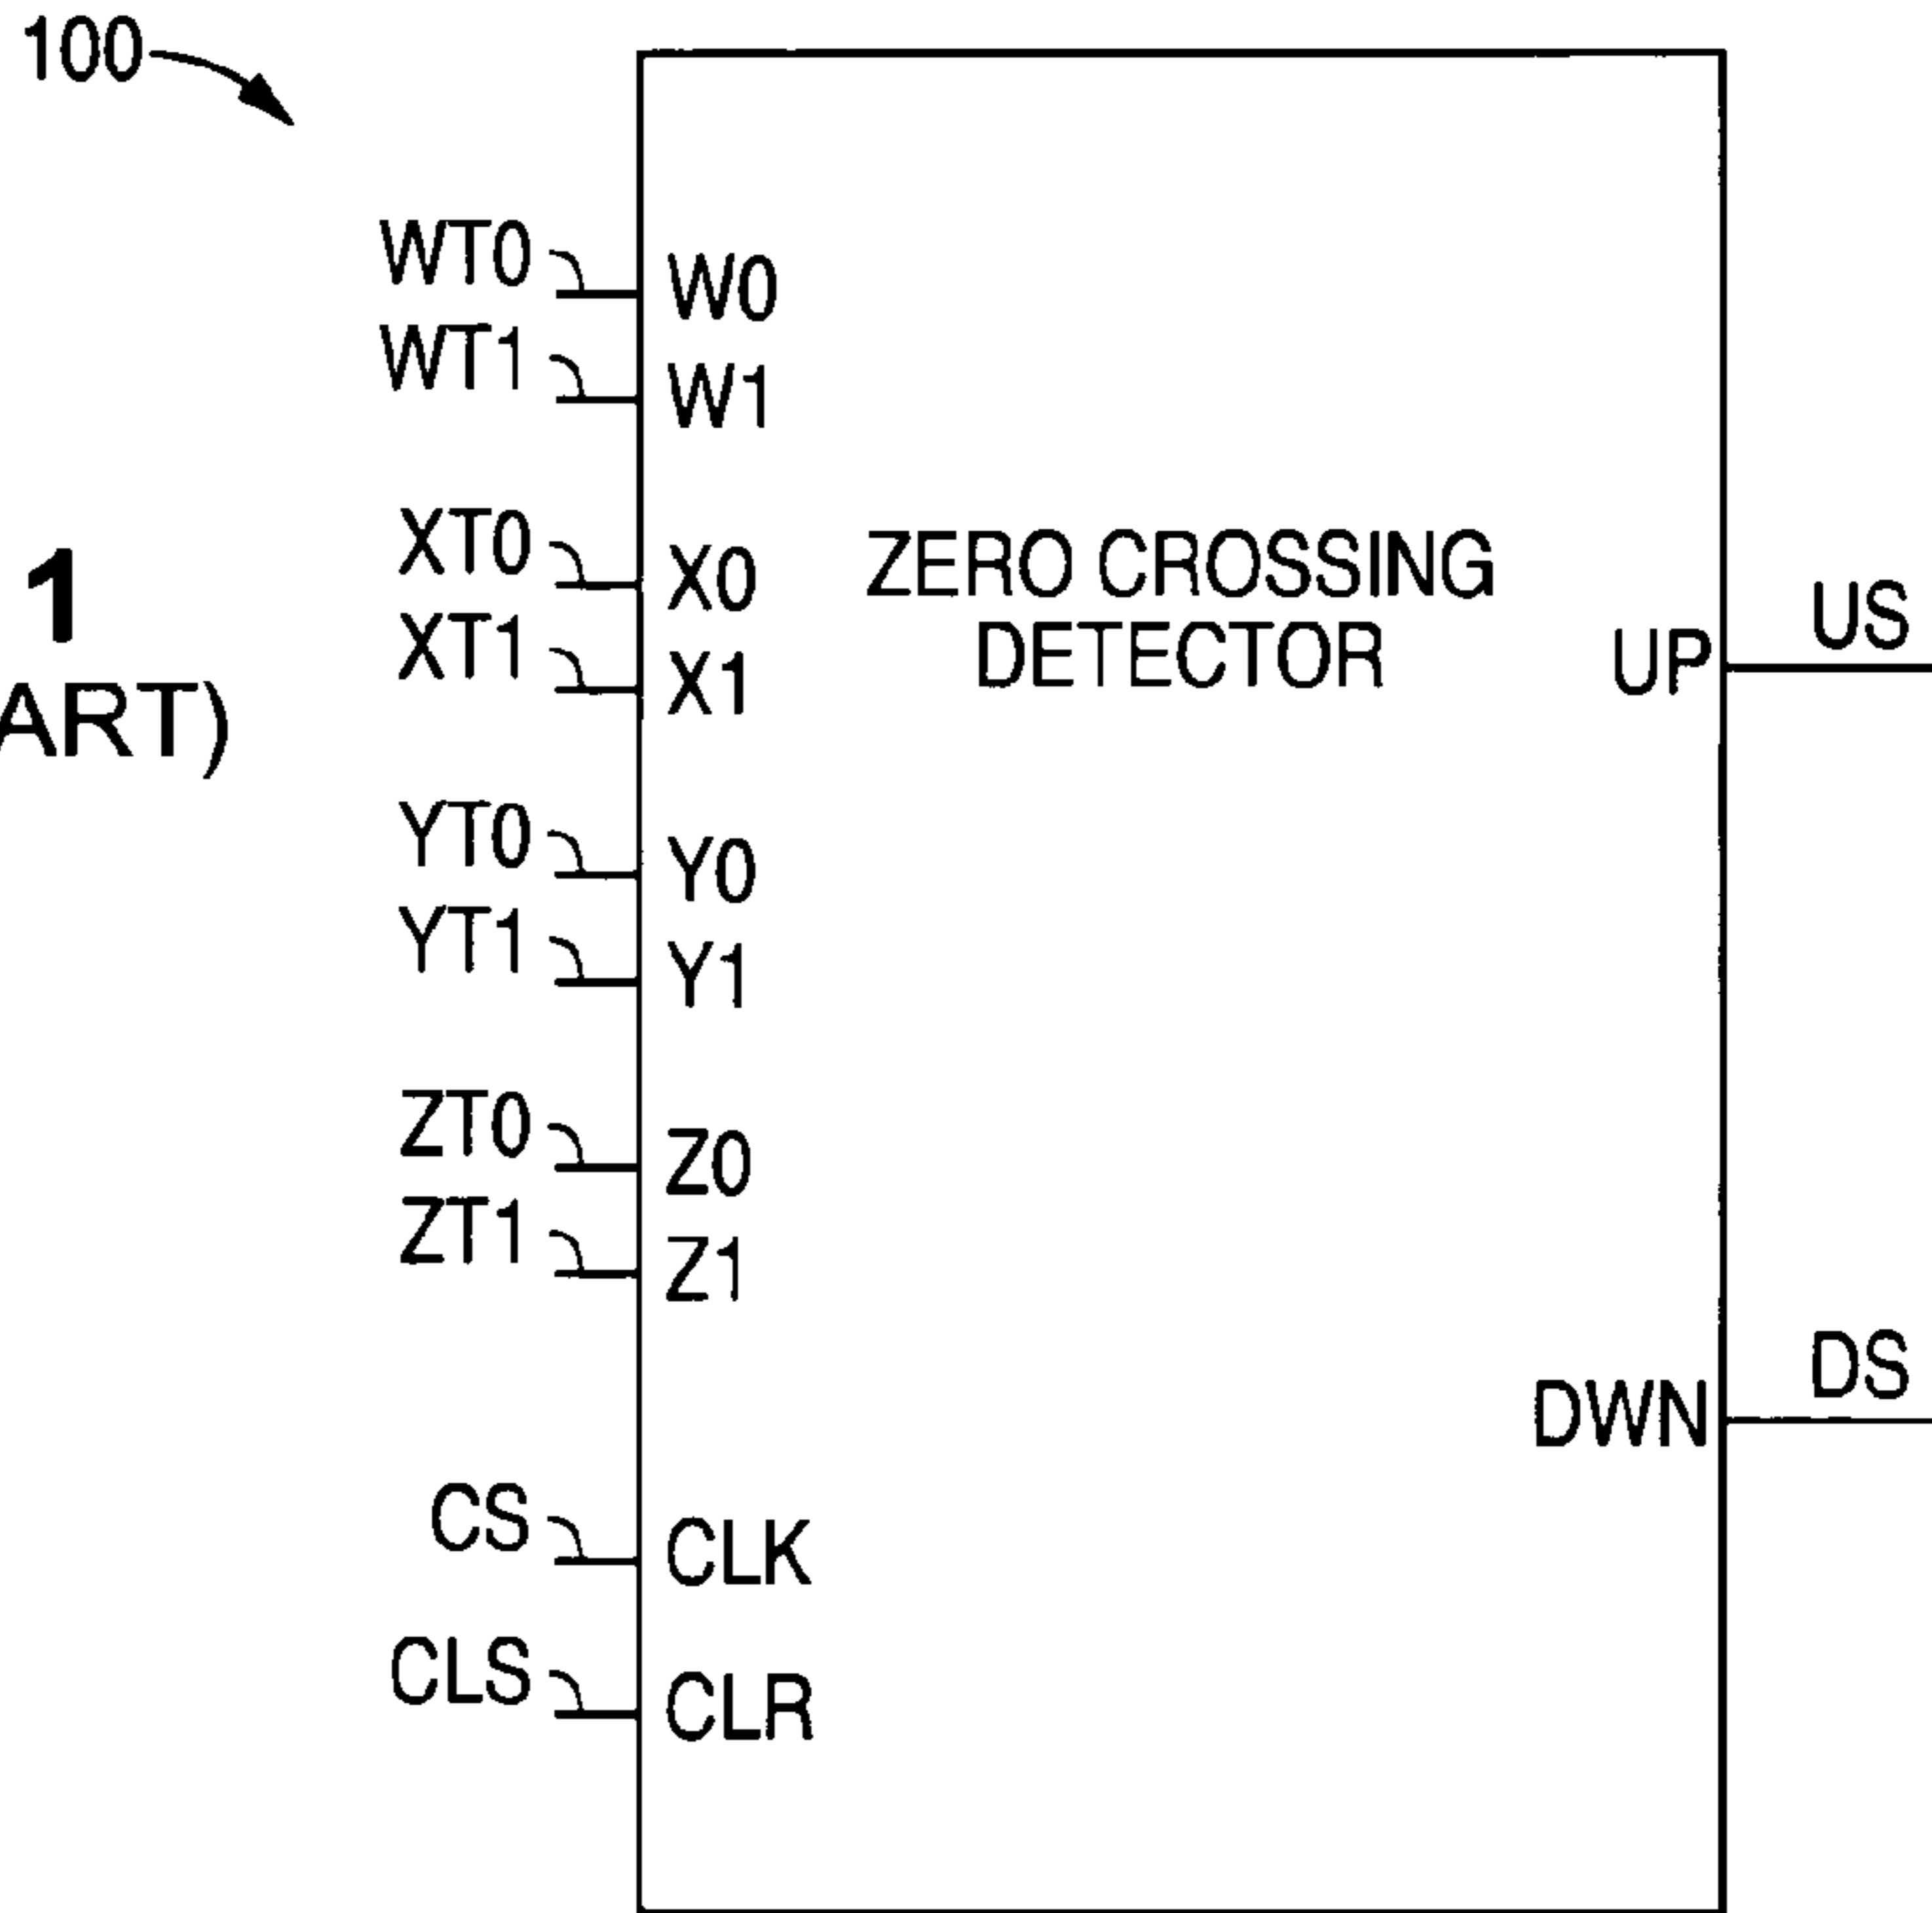 100
WT0
W0
WT1
W1
XT0
X0
XT1
X1
1
ART)
ZERO CROSSING
DETECTOR
UP
US
YT0
Y0
YT1
Y1
ZT0
Z0
ZT1
Z1
DWN
DS
CS
CLK
CLS
CLR